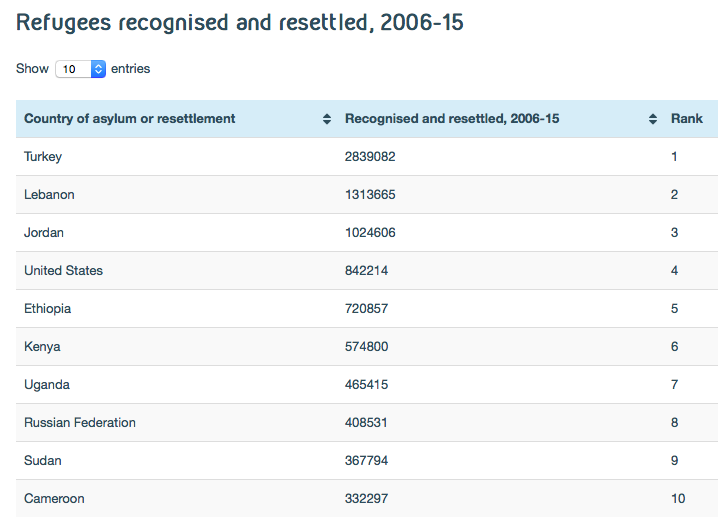 Refugees recognised and resettled, 2006-15
Show 10 entries
Country of asylum or resettlement Recognised and resettled, 2006-15 Rank
Turkey 2839082 1
Lebanon 1313665 2
Jordan 1024606 3
United States 842214 4
Ethiopia 720857 5
Kenya 574800 6
Uganda 465415 7
Russian Federation 408531 8
Sudan 367794 9
Cameroon 332297 10